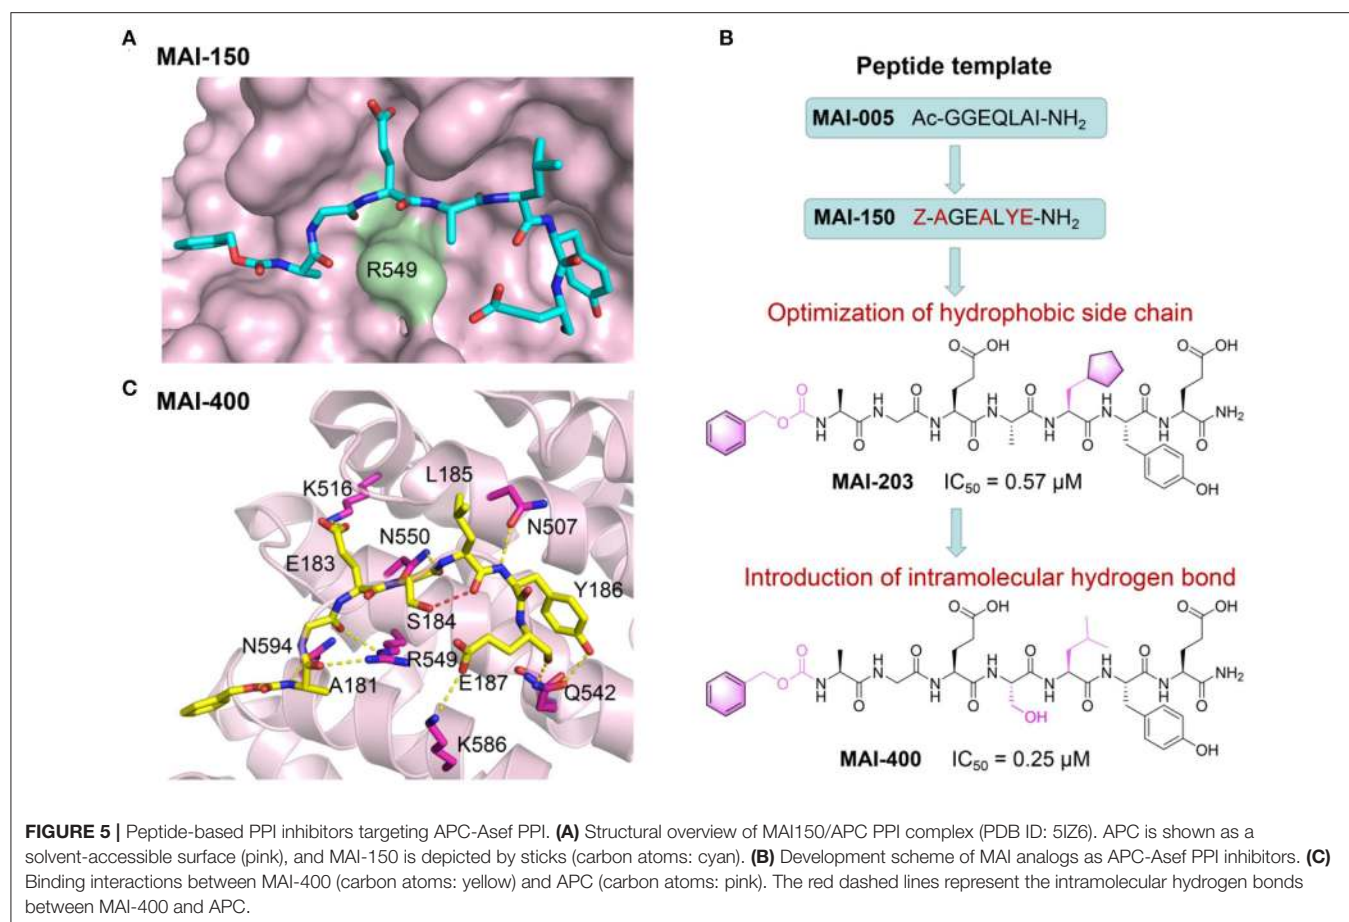 A
MAI-150
R549
B
Peptide template
MAI-005 Ac-GGEQLAI-NH₂
MAI-150 Z-AGEALYE-NH₂
Optimization of hydrophobic side chain
O
OH
O
OH
O
O
N
H
O
H
N
O
N
H
O
H
N
O
N
H
O
H
N
O
N
H
O
NH₂
OH
MAI-203 IC₅₀ = 0.57 µM
Introduction of intramolecular hydrogen bond
O
OH
O
OH
O
O
N
H
O
H
N
O
N
H
O
H
N
OH
O
N
H
O
H
N
O
N
H
O
NH₂
OH
MAI-400 IC₅₀ = 0.25 µM
C
MAI-400
L185
K516
N550
N507
E183
Y186
S184
N594
R549
A181
E187
Q542
K586
FIGURE 5 | Peptide-based PPI inhibitors targeting APC-Asef PPI. (A) Structural overview of MAI150/APC PPI complex (PDB ID: 5IZ6). APC is shown as a
solvent-accessible surface (pink), and MAI-150 is depicted by sticks (carbon atoms: cyan). (B) Development scheme of MAI analogs as APC-Asef PPI inhibitors. (C)
Binding interactions between MAI-400 (carbon atoms: yellow) and APC (carbon atoms: pink). The red dashed lines represent the intramolecular hydrogen bonds
between MAI-400 and APC.